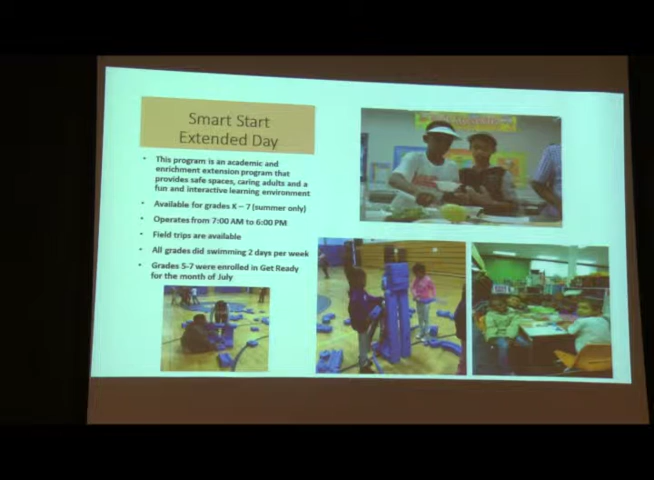 Smart Start
Extended Day
• This program is an academic and
enrichment extension program that
provides safe spaces, caring adults and a
fun and interactive learning environment
• Available for grades K – 7 (summer only)
• Operates from 7:00 AM to 6:00 PM
• Field trips are available
• All grades did swimming 2 days per week
• Grades 5-7 were enrolled in Get Ready
for the month of July